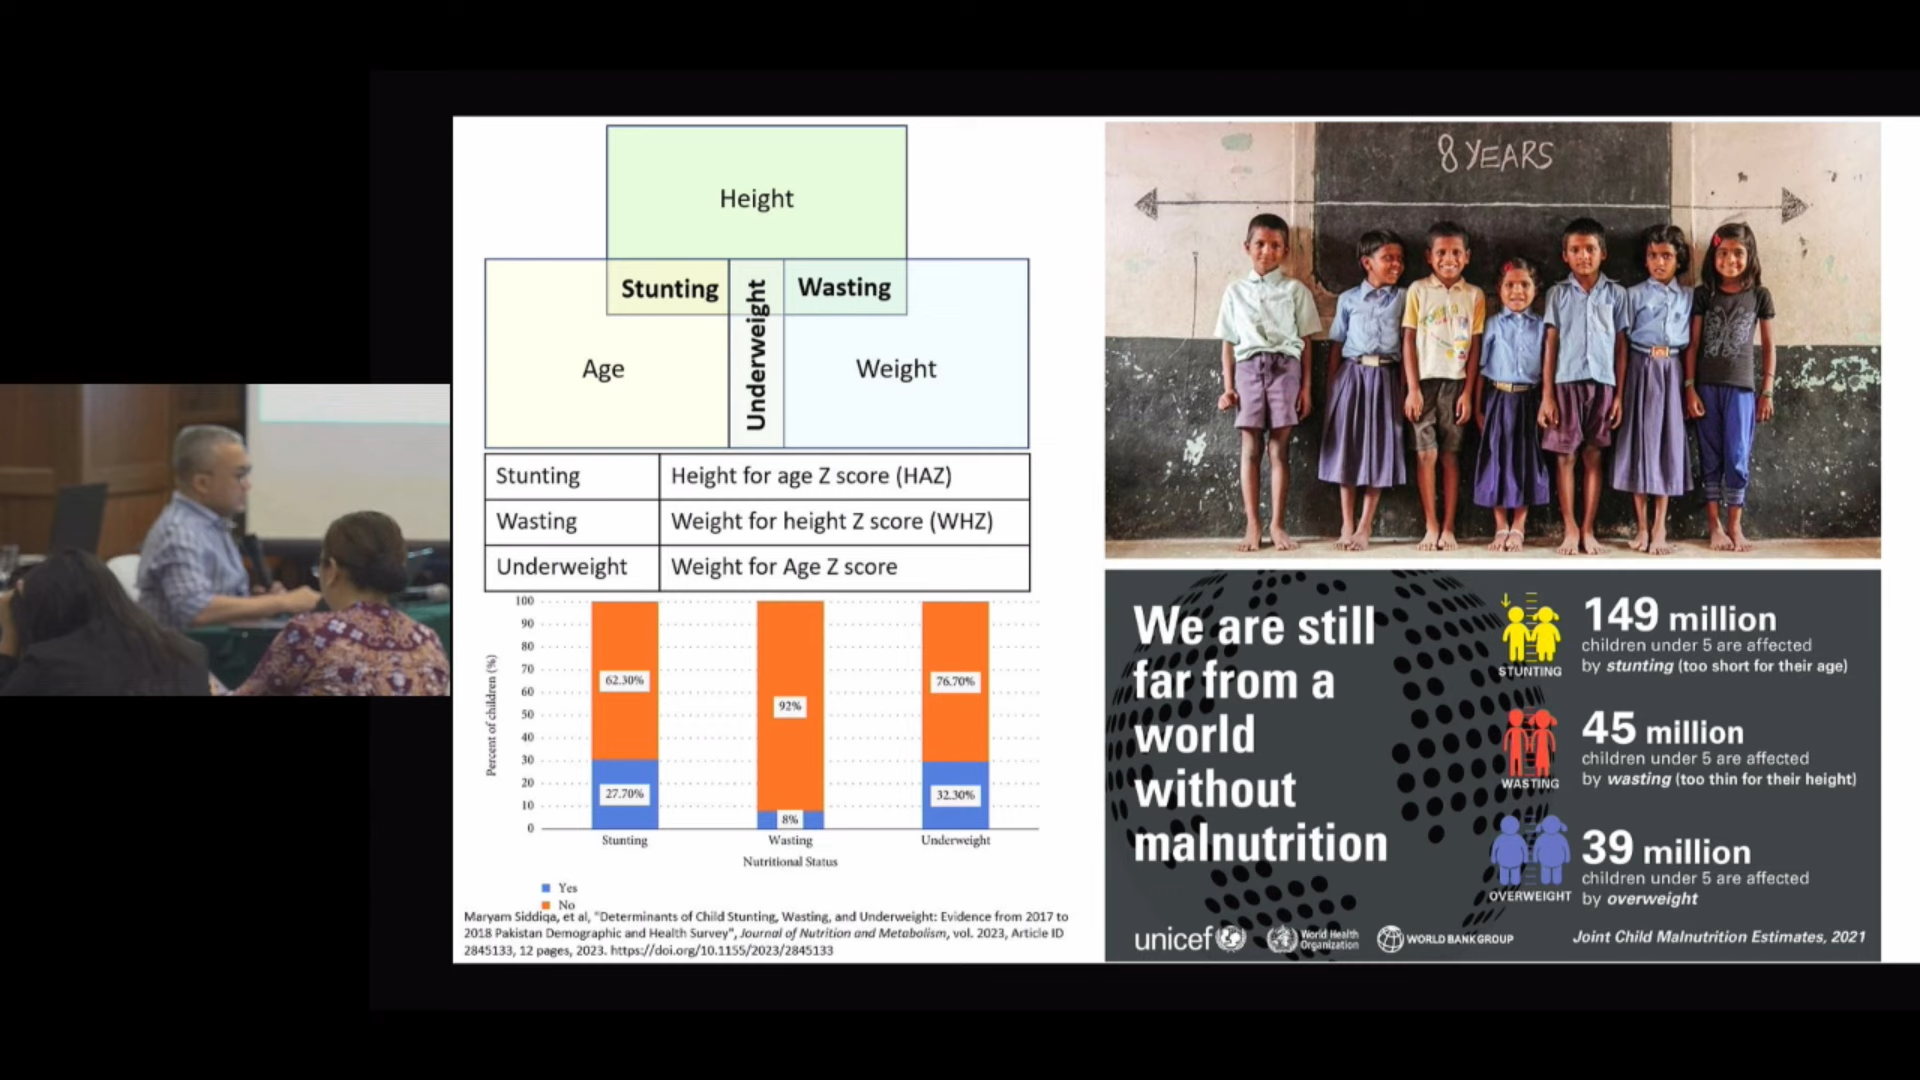 Height
Stunting
Underweight
Wasting
Age
Weight
Stunting Height for age Z score (HAZ)
Wasting Weight for height Z score (WHZ)
Underweight Weight for Age Z score
Percent of children (%)
100
90
80
70
60
50
40
30
20
10
0
62.30%
92%
76.70%
27.70%
8%
32.30%
Stunting Wasting Underweight
Nutritional Status
Yes
No
Maryam Siddiqa, et al, "Determinants of Child Stunting, Wasting, and Underweight: Evidence from 2017 to
2018 Pakistan Demographic and Health Survey", Journal of Nutrition and Metabolism, vol. 2023, Article ID
2845133, 12 pages, 2023. https://doi.org/10.1155/2023/2845133
8 YEARS
We are still
far from a
world
without
malnutrition
STUNTING
149 million
children under 5 are affected
by stunting (too short for their age)
WASTING
45 million
children under 5 are affected
by wasting (too thin for their height)
OVERWEIGHT
39 million
children under 5 are affected
by overweight
unicef
World Health
Organization
WORLD BANK GROUP
Joint Child Malnutrition Estimates, 2021